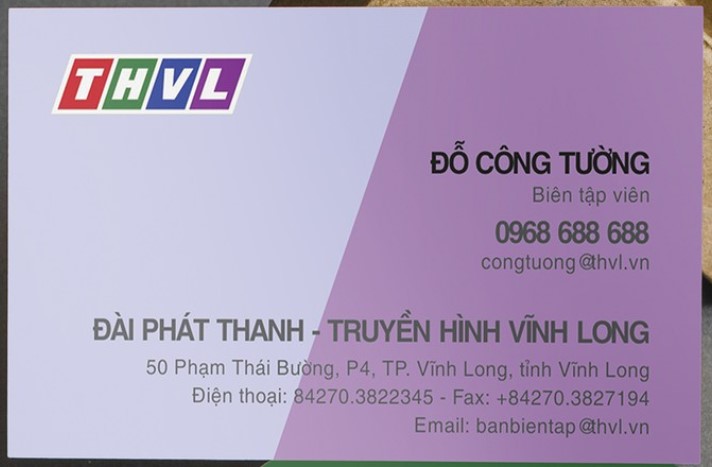 THVL
ĐỖ CÔNG TƯỜNG
Biên tập viên
0968 688 688
congtuong@thvl.vn
ĐÀI PHÁT THANH - TRUYỀN HÌNH VĨNH LONG
50 Phạm Thái Bường, P4, TP. Vĩnh Long, tỉnh Vĩnh Long
Điện thoại: 84270.3822345 - Fax: +84270.3827194
Email: banbientap@thvl.vn